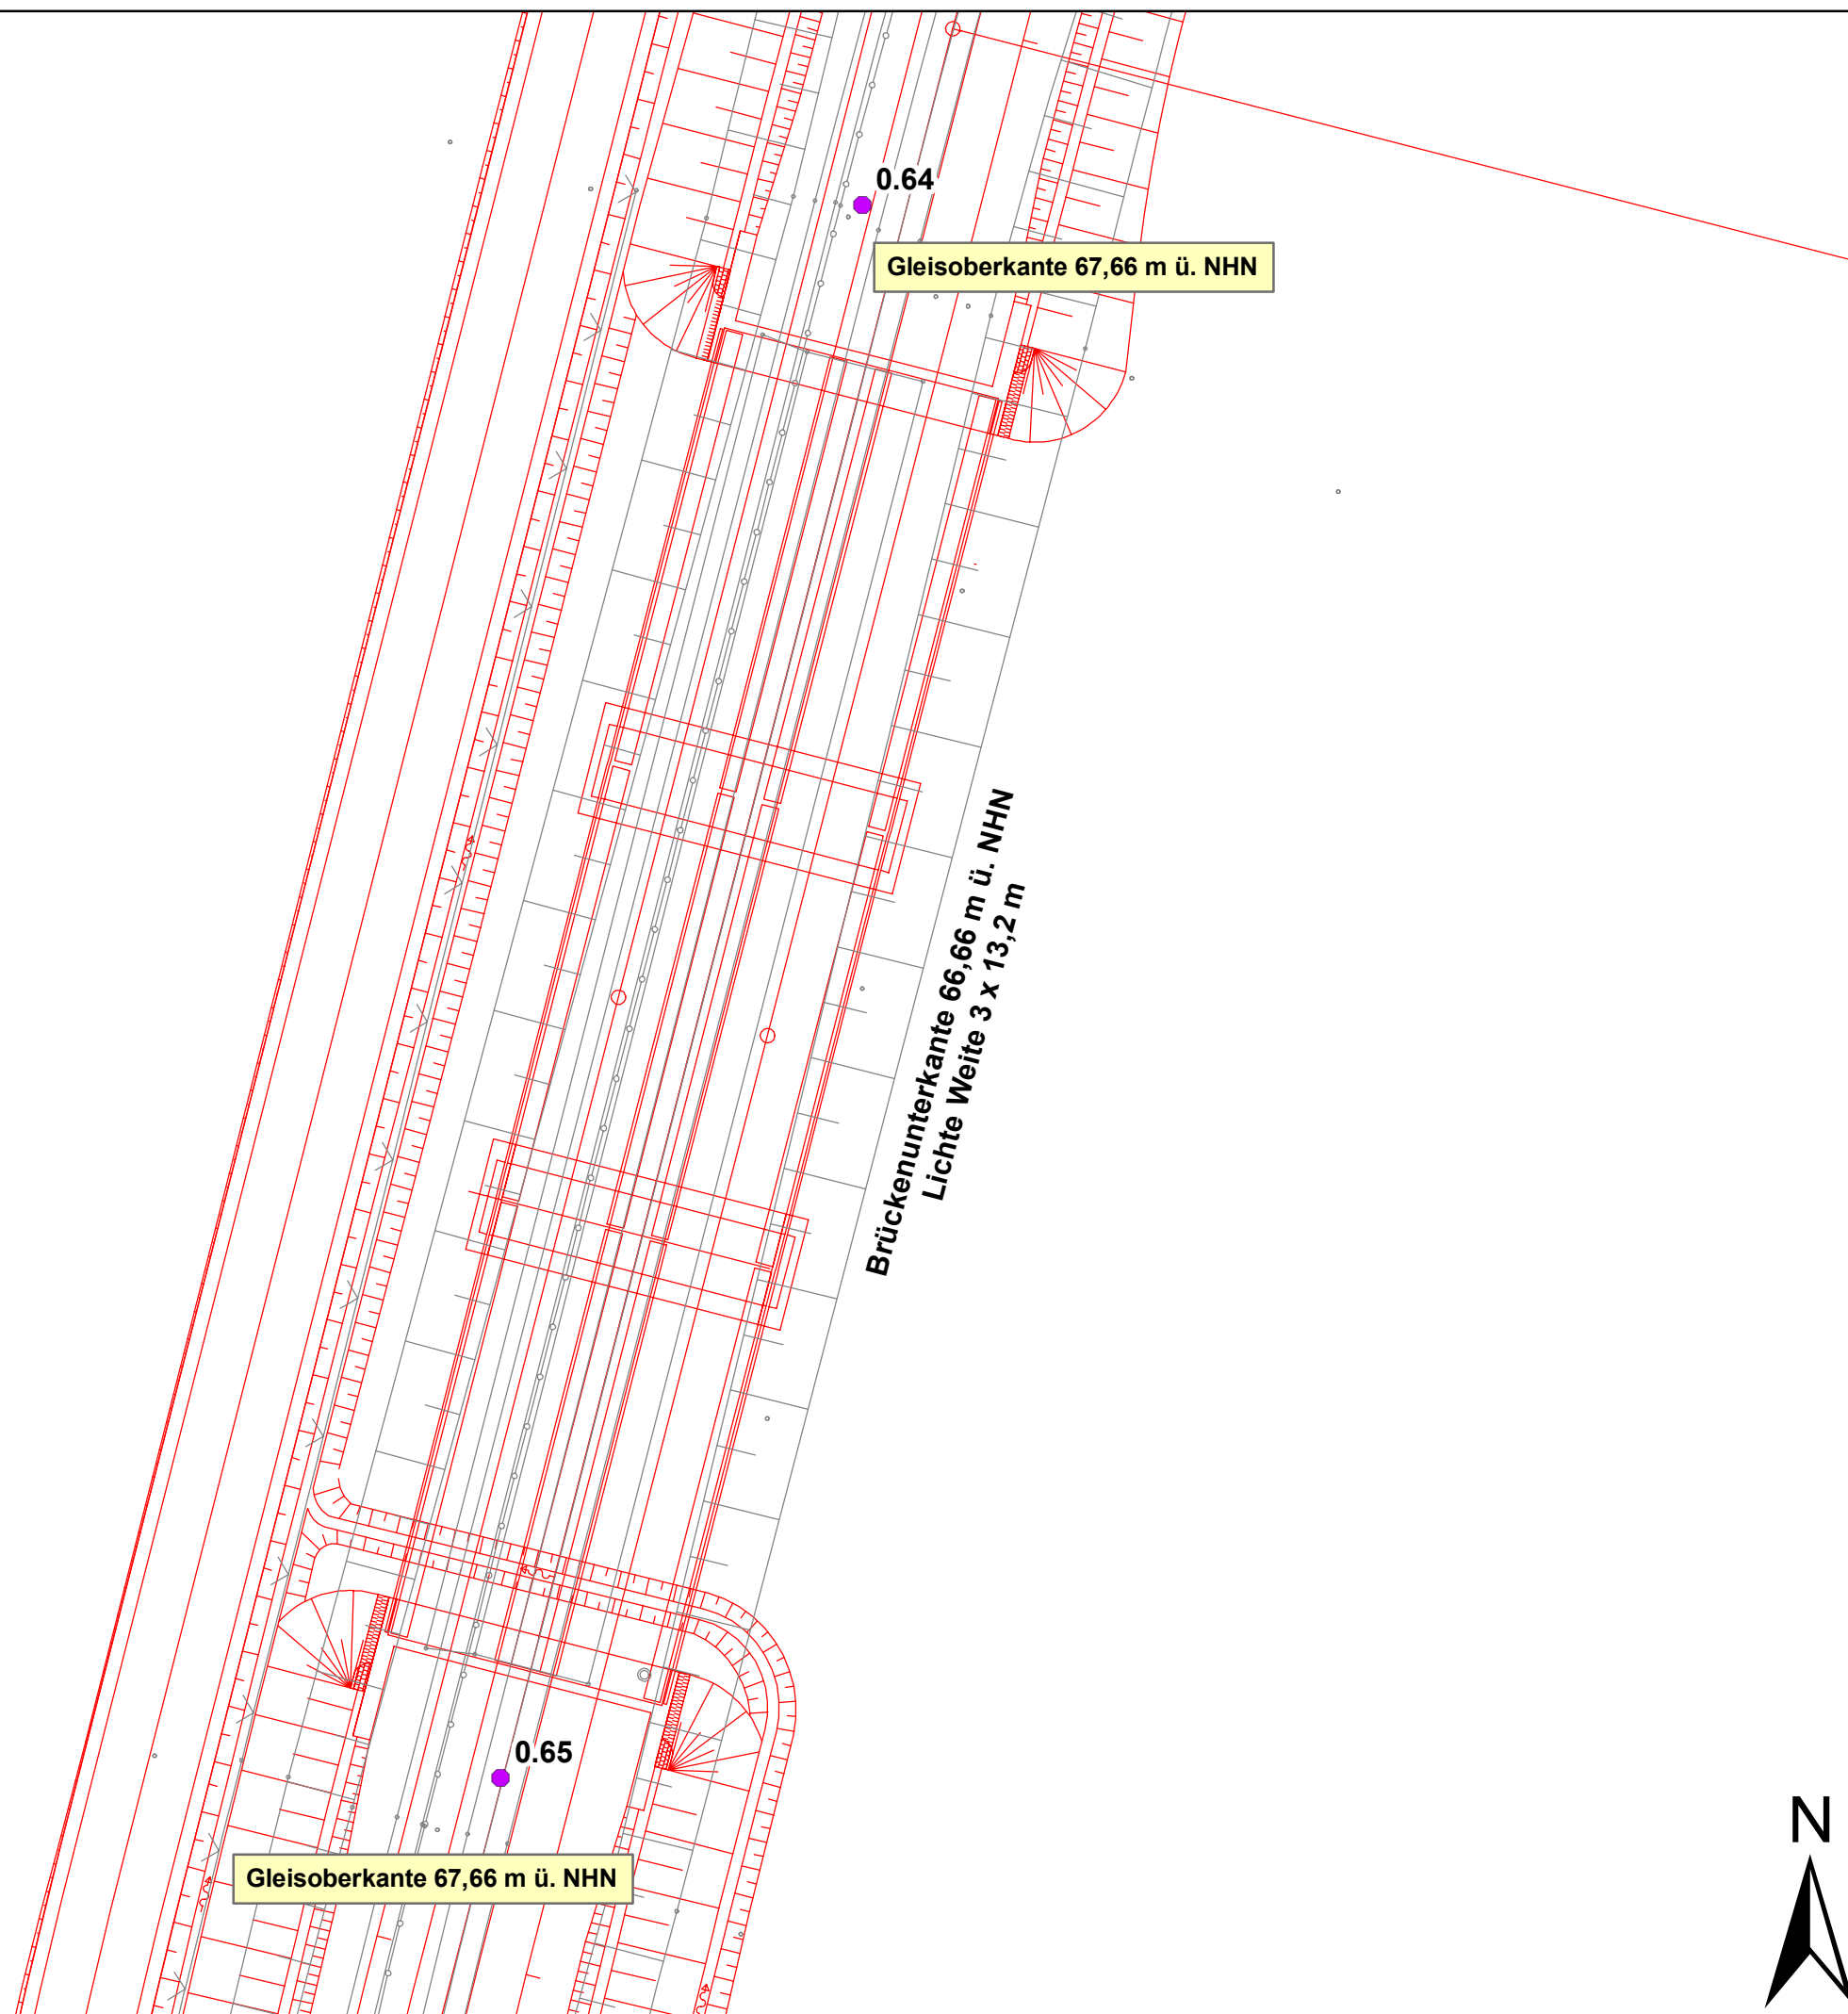 0.64
Gleisoberkante 67,66 m ü. NHN
Brückenunterkante 66,66 m ü. NHN
Lichte Weite 3 x 13,2 m
0.65
Gleisoberkante 67,66 m ü. NHN
N